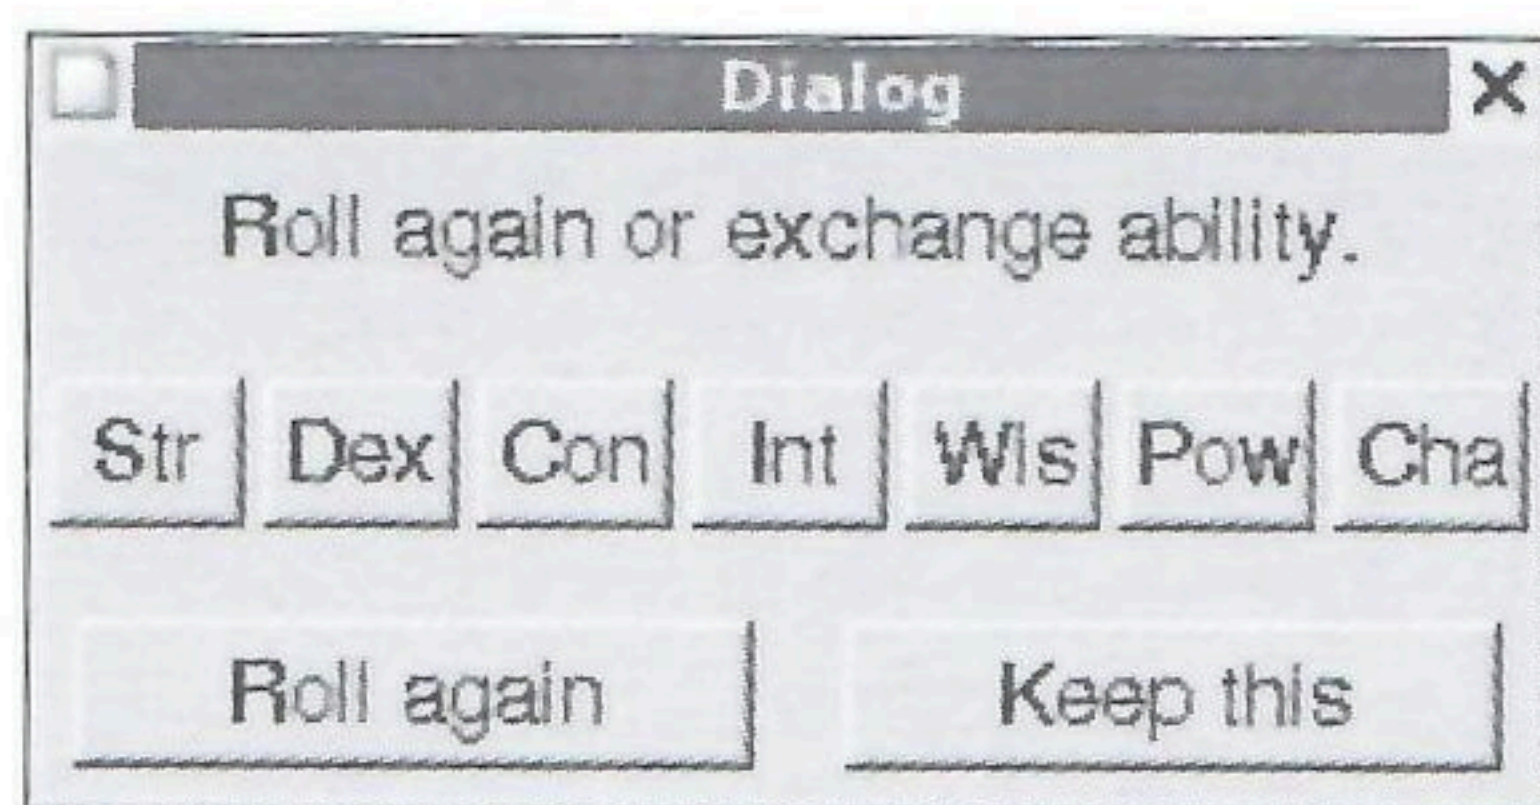 Dialog
Roll again or exchange ability.
Str Dex Con Int Wis Pow Cha
Roll again Keep this